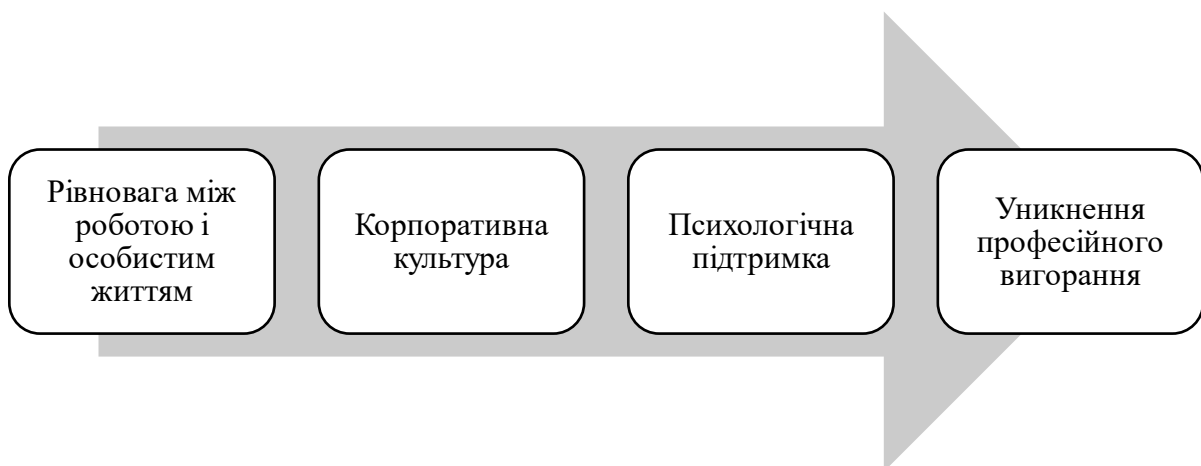 Рівновага між
роботою і
особистим
життям
Корпоративна
культура
Психологічна
підтримка
Уникнення
професійного
вигорання